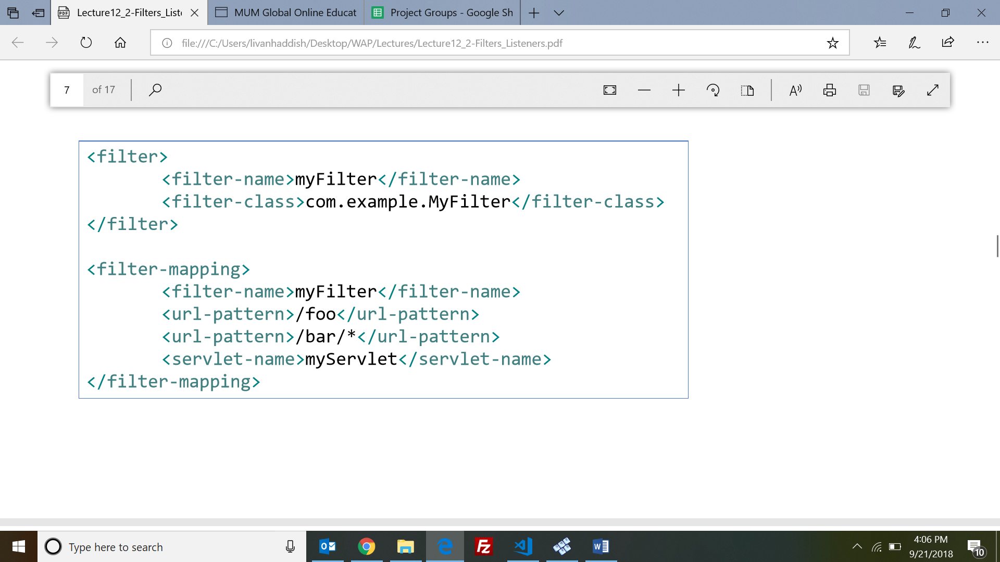 Lecture12_2-Filters_Liste
MUM Global Online Educat
Project Groups - Google Sh
file:///C:/Users/livanhaddish/Desktop/WAP/Lectures/Lecture12_2-Filters_Listeners.pdf
7 of 17
<filter>
<filter-name>myFilter</filter-name>
<filter-class>com.example.MyFilter</filter-class>
</filter>
<filter-mapping>
<filter-name>myFilter</filter-name>
<url-pattern>/foo</url-pattern>
<url-pattern>/bar/*</url-pattern>
<servlet-name>myServlet</servlet-name>
</filter-mapping>
Type here to search
4:06 PM
9/21/2018
10